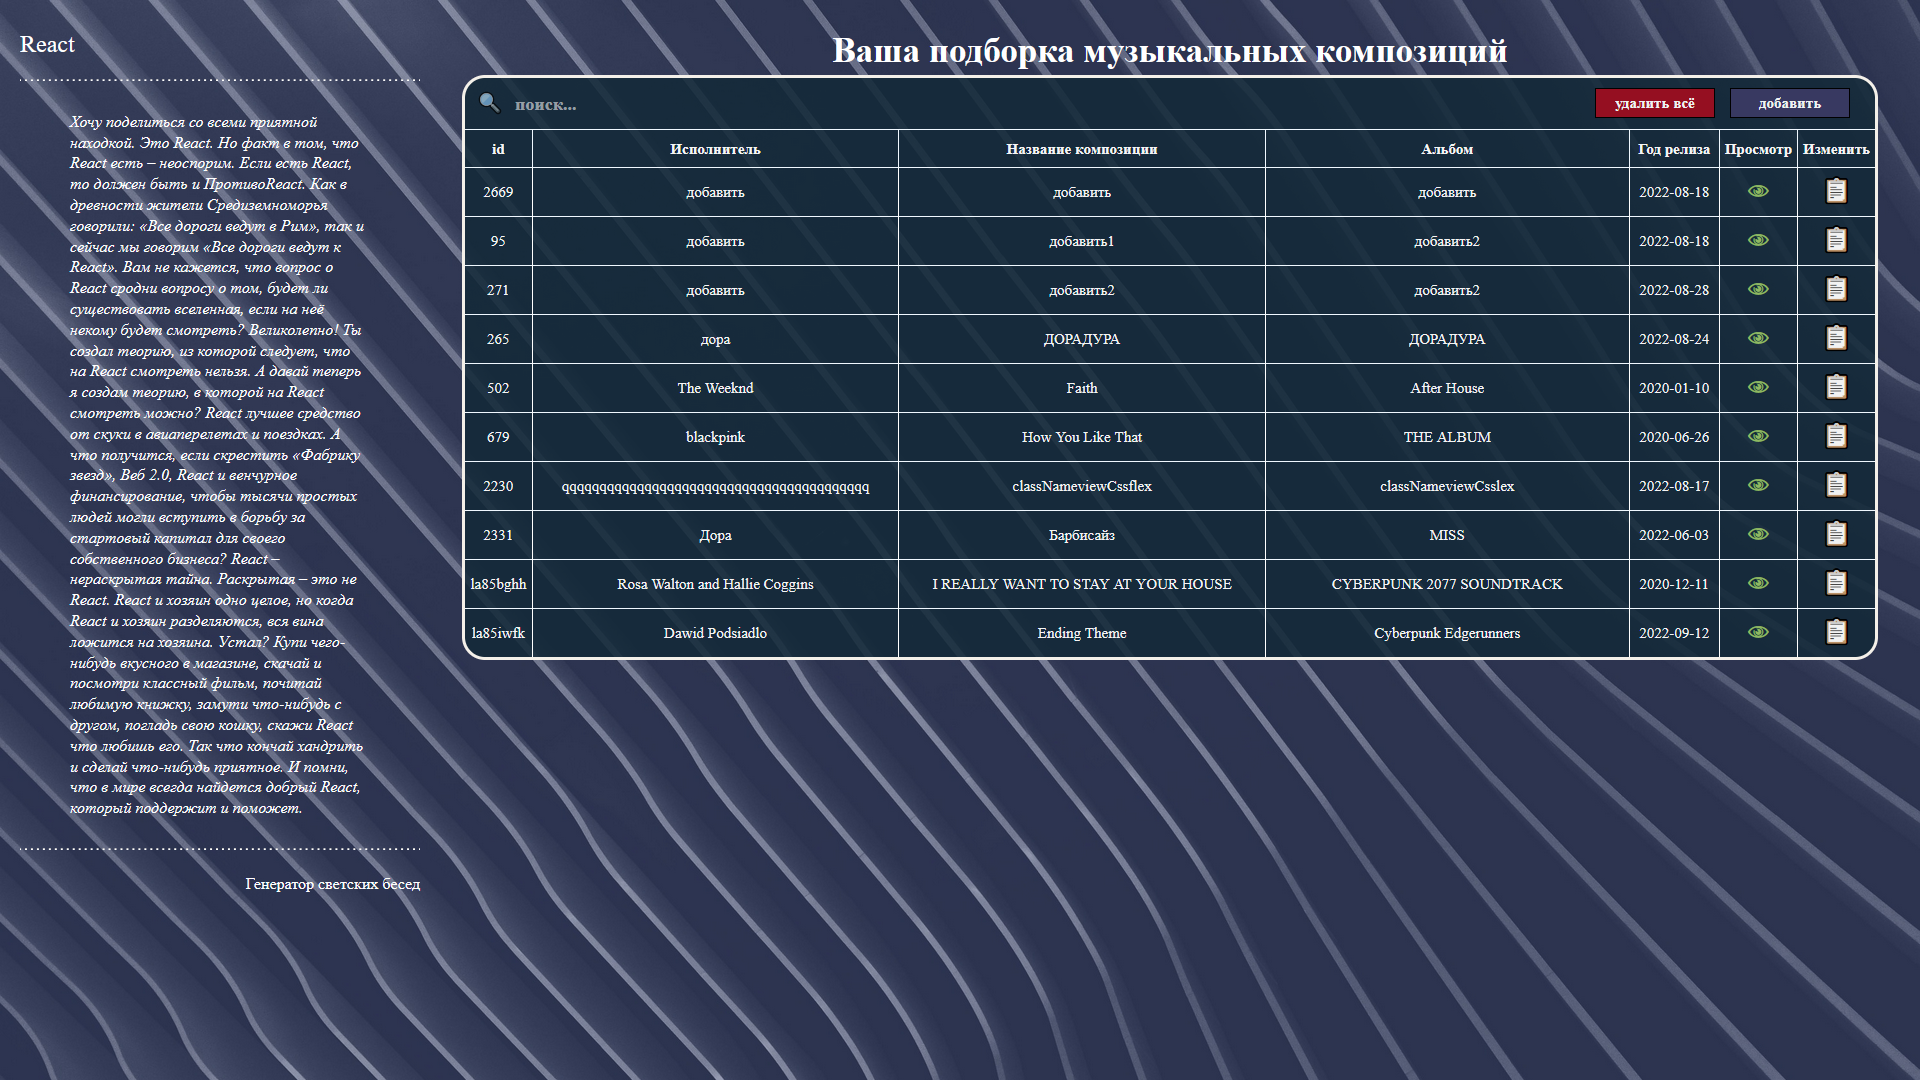 React
Хочу поделиться со всеми приятной
находкой. Это React. Но факт в том, что
React есть – неоспорим. Если есть React,
то должен быть и ПротивоReact. Как в
древности жители Средиземноморья
говорили: «Все дороги ведут в Рим», так и
сейчас мы говорим «Все дороги ведут к
React». Вам не кажется, что вопрос о
React сродни вопросу о том, будет ли
существовать вселенная, если на неё
некому будет смотреть? Великолепно! Ты
создал теорию, из которой следует, что
на React смотреть нельзя. А давай теперь
я создам теорию, в которой на React
смотреть можно? React лучшее средство
от скуки в авиаперелетах и поездках. А
что получится, если скрестить «Фабрику
звезд», Веб 2.0, React и венчурное
финансирование, чтобы тысячи простых
людей могли вступить в борьбу за
стартовый капитал для своего
собственного бизнеса? React –
нераскрытая тайна. Раскрытая – это не
React. React и хозяин одно целое, но когда
React и хозяин разделяются, вся вина
ложится на хозяина. Устал? Купи чего-
нибудь вкусного в магазине, скачай и
посмотри классный фильм, почитай
любимую книжку, замути что-нибудь с
другом, погладь свою кошку, скажи React
что любишь его. Так что кончай хандрить
и сделай что-нибудь приятное. И помни,
что в мире всегда найдется добрый React,
который поддержит и поможет.
Генератор светских бесед
Ваша подборка музыкальных композиций
поиск... удалить всё добавить
id Исполнитель Название композиции Альбом Год релиза Просмотр Изменить
2669 добавить добавить добавить 2022-08-18
95 добавить добавить1 добавить2 2022-08-18
271 добавить добавить2 добавить2 2022-08-28
265 дора ДОРАДУРА ДОРАДУРА 2022-08-24
502 The Weeknd Faith After House 2020-01-10
679 blackpink How You Like That THE ALBUM 2020-06-26
2230 qqqqqqqqqqqqqqqqqqqqqqqqqqqqqqqqqqqqqqqqq classNameviewCssflex classNameviewCsslex 2022-08-17
2331 Дора Барбисайз MISS 2022-06-03
la85bghh Rosa Walton and Hallie Coggins I REALLY WANT TO STAY AT YOUR HOUSE CYBERPUNK 2077 SOUNDTRACK 2020-12-11
la85iwfk Dawid Podsiadlo Ending Theme Cyberpunk Edgerunners 2022-09-12